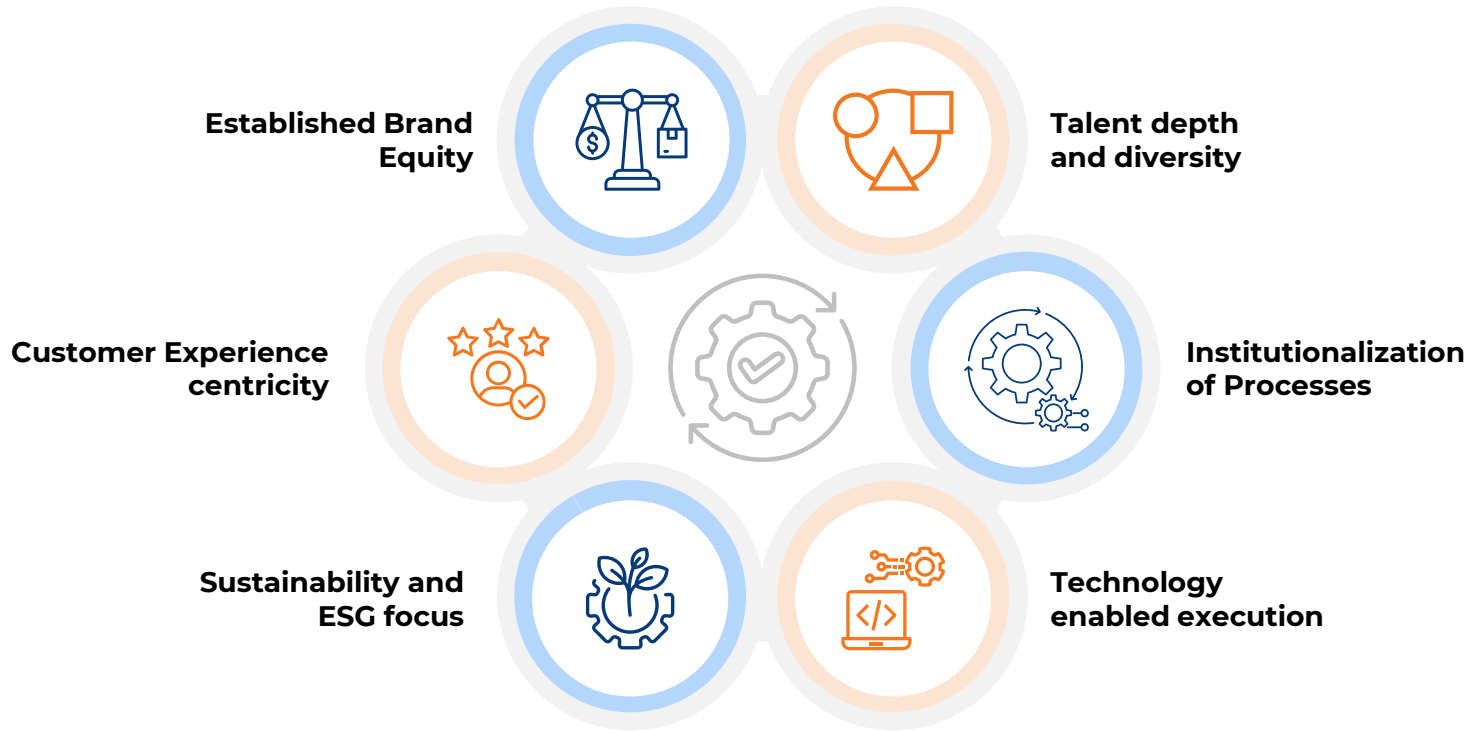 Established Brand
Equity
Talent depth
and diversity
Customer Experience
centricity
Institutionalization
of Processes
Sustainability and
ESG focus
Technology
enabled execution
$
</>